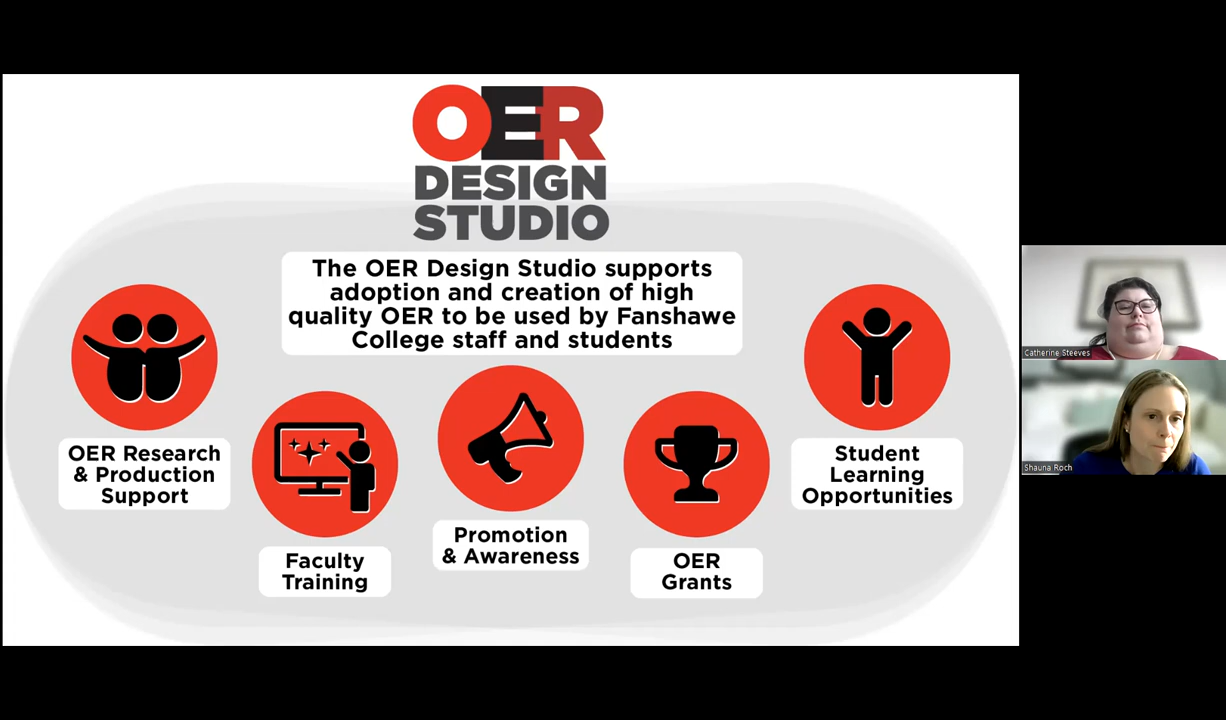 OER
DESIGN
STUDIO
The OER Design Studio supports
adoption and creation of high
quality OER to be used by Fanshawe
College staff and students
OER Research
& Production
Support
Faculty
Training
Promotion
& Awareness
OER
Grants
Student
Learning
Opportunities
Catherine Steeves
Shauna Roch